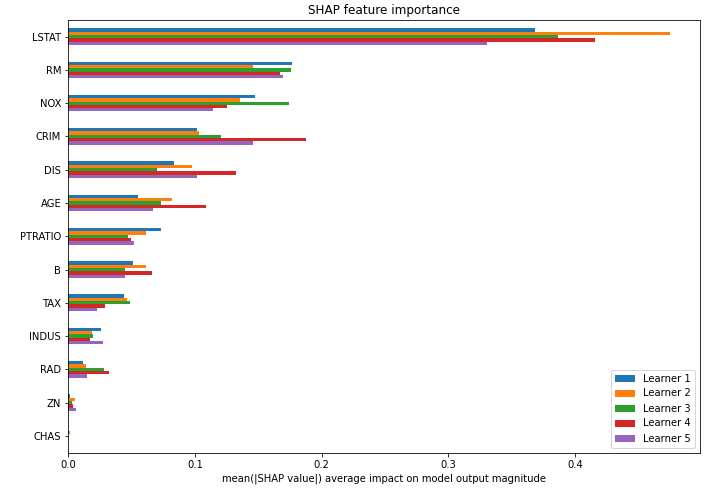 SHAP feature importance
LSTAT
RM
NOX
CRIM
DIS
AGE
PTRATIO
B
TAX
INDUS
RAD
ZN
CHAS
Learner 1
Learner 2
Learner 3
Learner 4
Learner 5
0.0 0.1 0.2 0.3 0.4
mean(|SHAP value|) average impact on model output magnitude